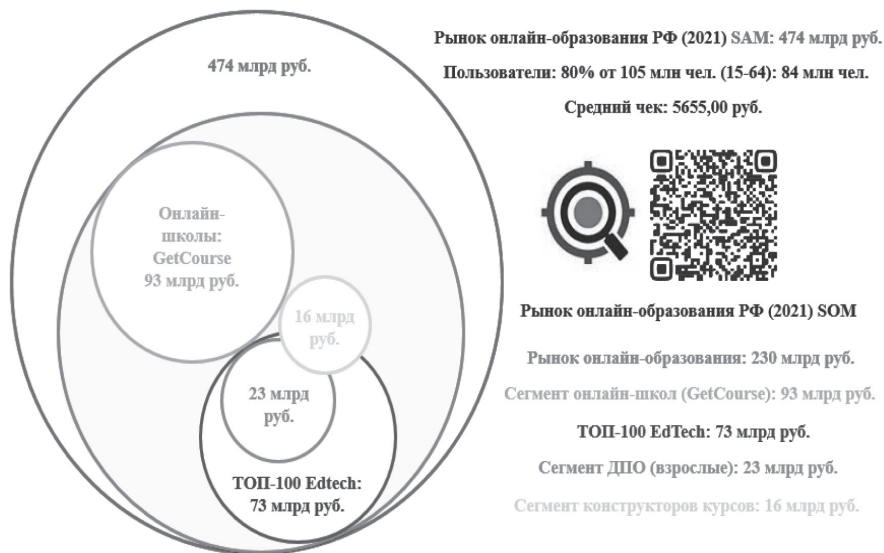 474 млрд руб.
Онлайн-
школы:
GetCourse
93 млрд руб.
16 млрд
руб.
23 млрд
руб.
ТОП-100 Edtech:
73 млрд руб.
Рынок онлайн-образования РФ (2021) SAM: 474 млрд руб.
Пользователи: 80% от 105 млн чел. (15-64): 84 млн чел.
Средний чек: 5655,00 руб.
Рынок онлайн-образования РФ (2021) SOM
Рынок онлайн-образования: 230 млрд руб.
Сегмент онлайн-школ (GetCourse): 93 млрд руб.
ТОП-100 EdTech: 73 млрд руб.
Сегмент ДПО (взрослые): 23 млрд руб.
Сегмент конструкторов курсов: 16 млрд руб.